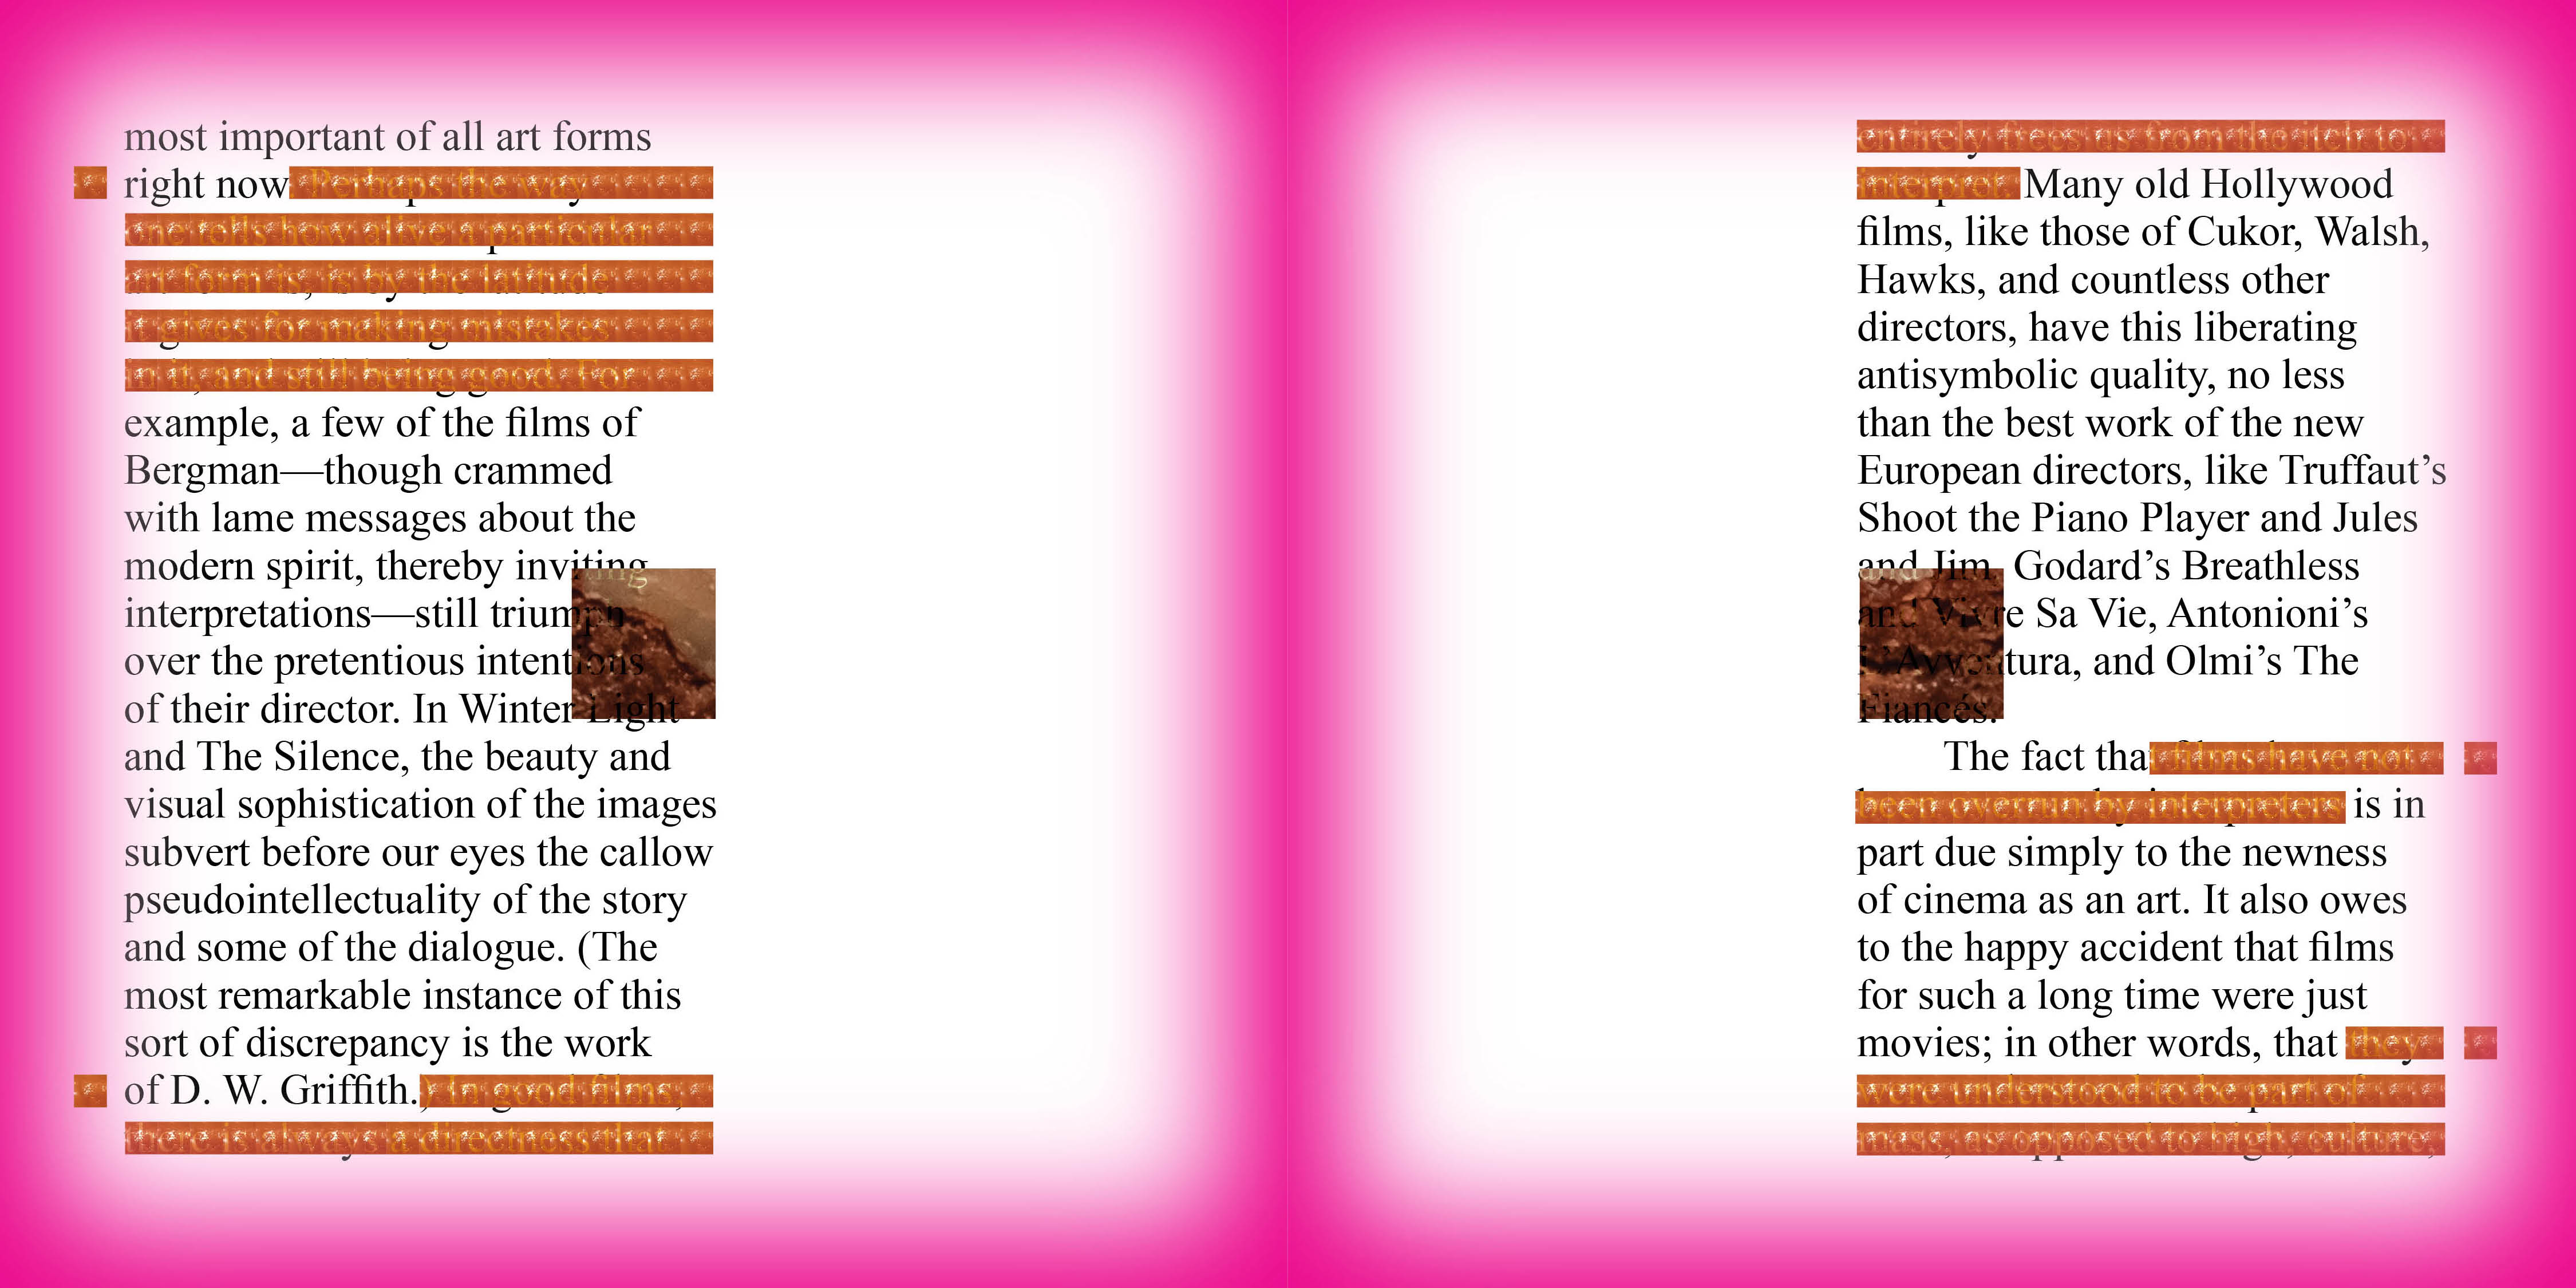 most important of all art forms
right now. Perhaps the way
one tells how alive a particular
art form is, is by the latitude
it gives for making mistakes
in it, and still being good. For
example, a few of the films of
Bergman—though crammed
with lame messages about the
modern spirit, thereby inviting
interpretations—still triumph
over the pretentious intentions
of their director. In Winter Light
and The Silence, the beauty and
visual sophistication of the images
subvert before our eyes the callow
pseudointellectuality of the story
and some of the dialogue. (The
most remarkable instance of this
sort of discrepancy is the work
of D. W. Griffith.) In good films,
there is always a directness that
entirely frees us from the itch to
interpret. Many old Hollywood
films, like those of Cukor, Walsh,
Hawks, and countless other
directors, have this liberating
antisymbolic quality, no less
than the best work of the new
European directors, like Truffaut’s
Shoot the Piano Player and Jules
and Jim, Godard’s Breathless
and Vivre Sa Vie, Antonioni’s
L’Avventura, and Olmi’s The
Fiancés.
The fact that films have not
been overrun by interpreters is in
part due simply to the newness
of cinema as an art. It also owes
to the happy accident that films
for such a long time were just
movies; in other words, that they
were understood to be part of
mass, as opposed to high, culture,